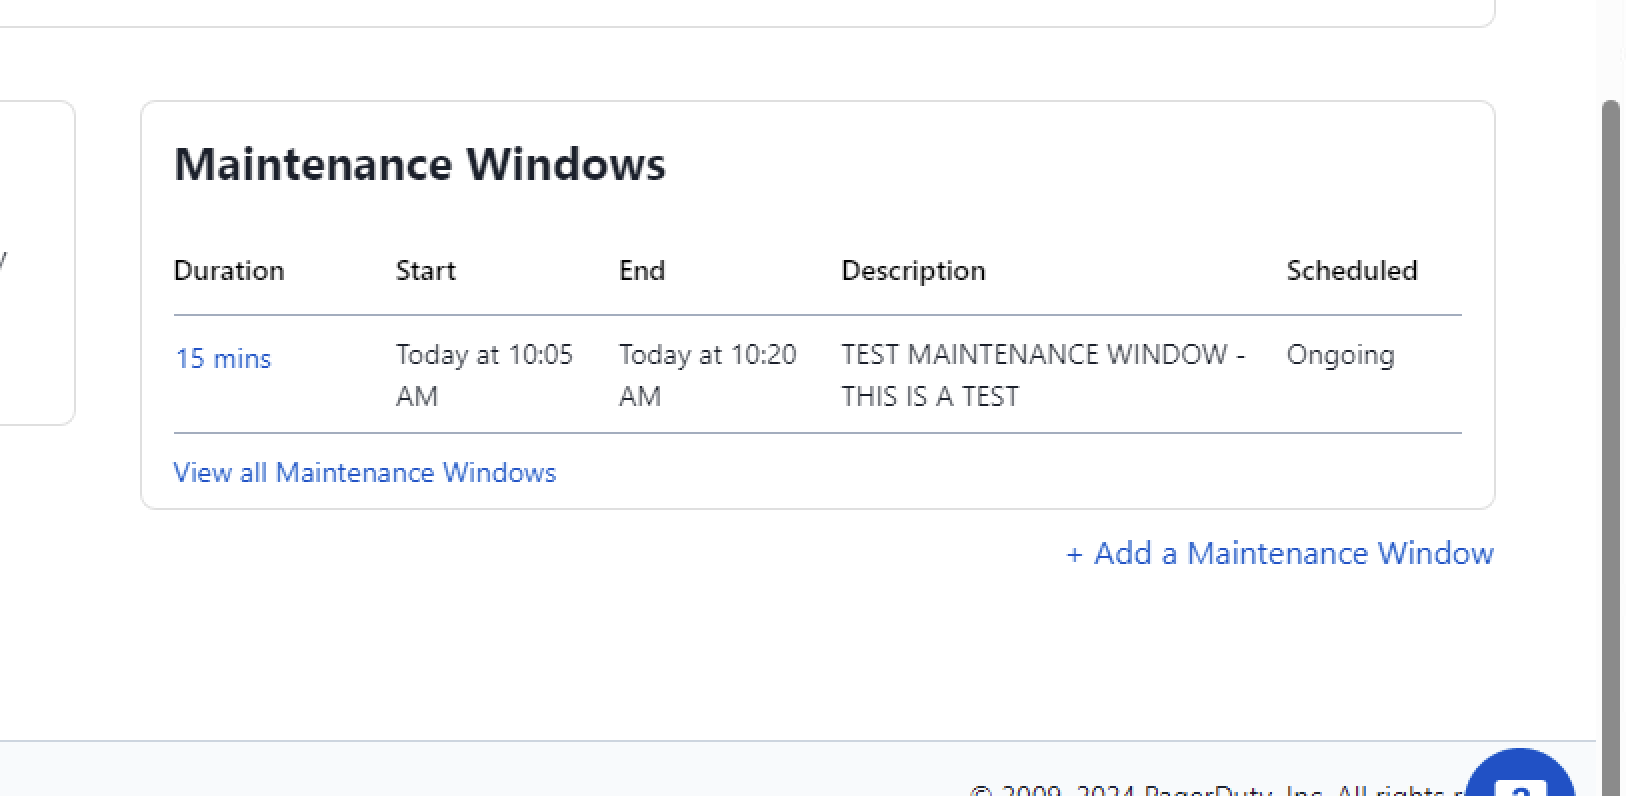 Maintenance Windows
Duration Start End Description Scheduled
15 mins Today at 10:05 Today at 10:20 TEST MAINTENANCE WINDOW - Ongoing
AM AM THIS IS A TEST
View all Maintenance Windows
+ Add a Maintenance Window
© 2009-2024 PagerDuty, Inc. All rights